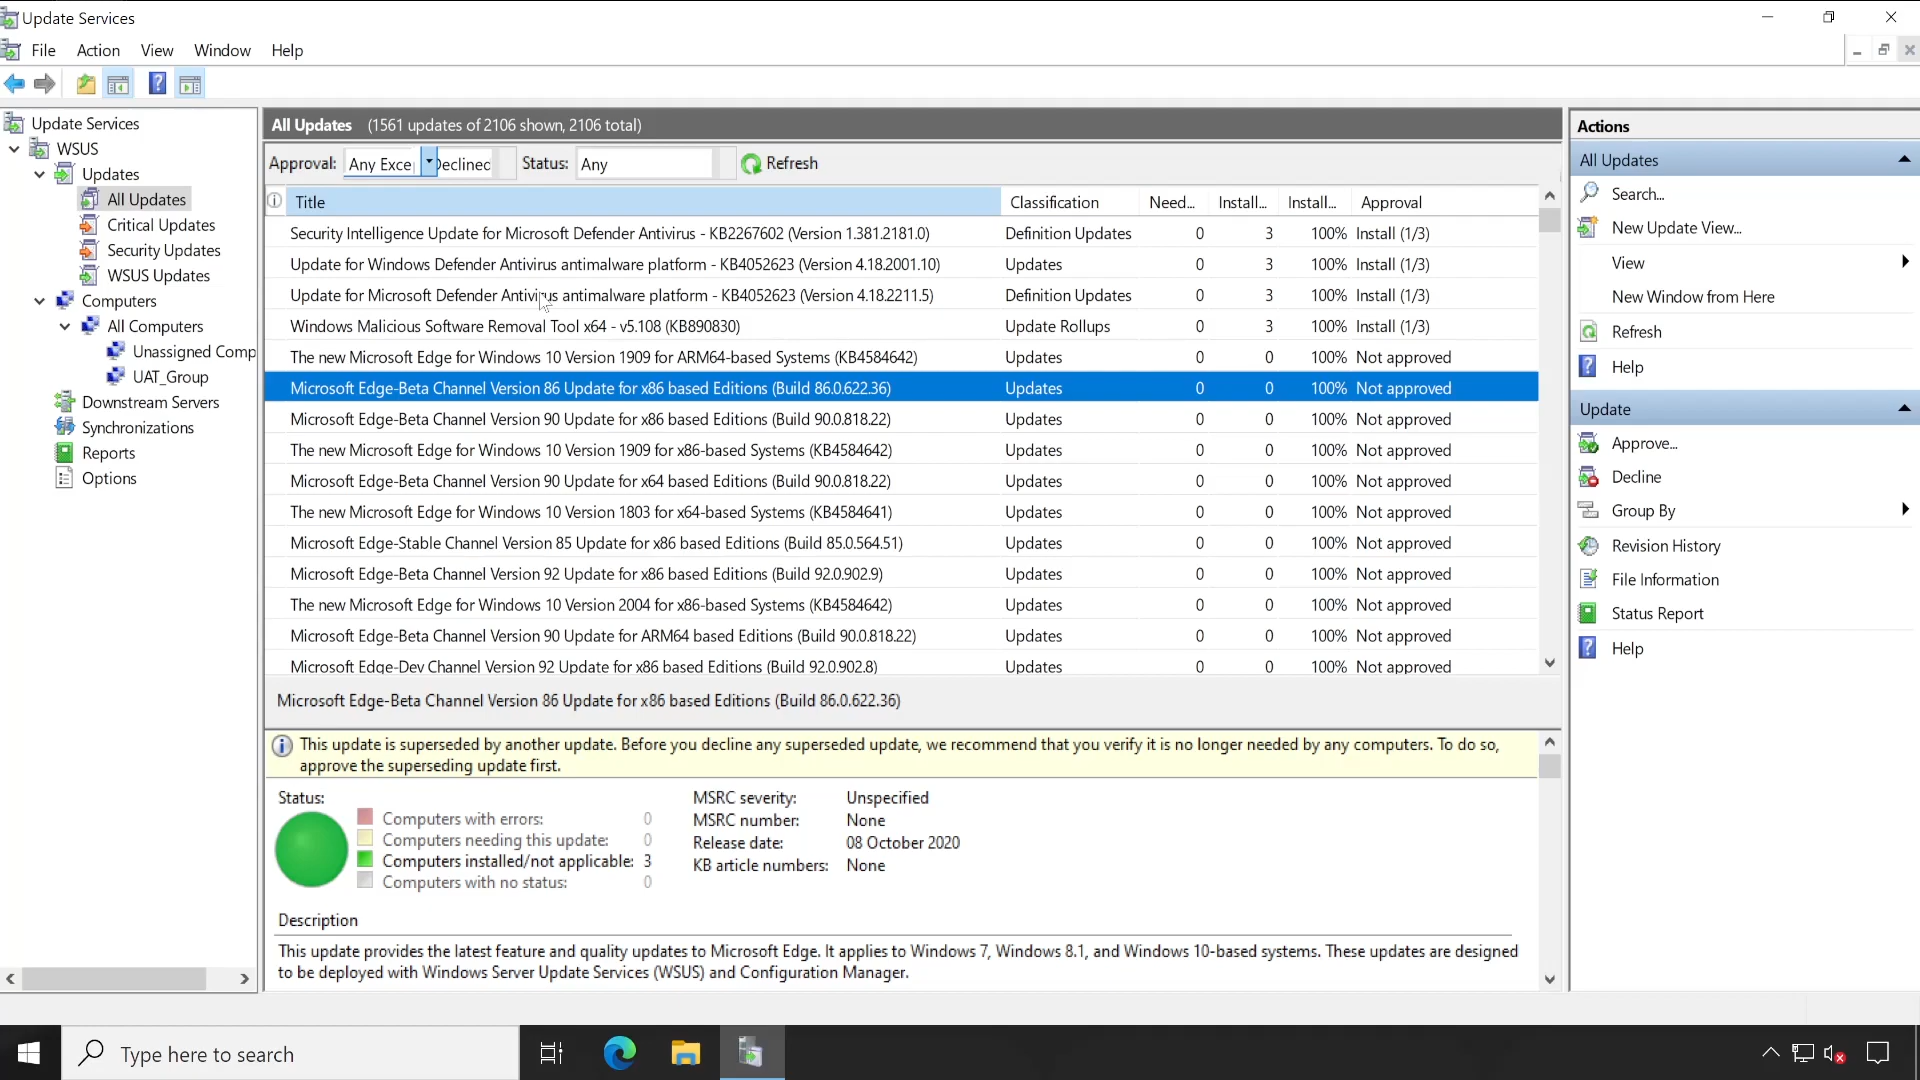 Update Services
File Action View Window Help
Update Services
WSUS
Updates
All Updates
Critical Updates
Security Updates
WSUS Updates
Computers
All Computers
Unassigned Comp
UAT_Group
Downstream Servers
Synchronizations
Reports
Options
All Updates (1561 updates of 2106 shown, 2106 total)
Approval: Any Exce Declined Status: Any Refresh
Title Classification Need... Install... Install... Approval
Security Intelligence Update for Microsoft Defender Antivirus - KB2267602 (Version 1.381.2181.0) Definition Updates 0 3 100% Install (1/3)
Update for Windows Defender Antivirus antimalware platform - KB4052623 (Version 4.18.2001.10) Updates 0 3 100% Install (1/3)
Update for Microsoft Defender Antivirus antimalware platform - KB4052623 (Version 4.18.2211.5) Definition Updates 0 3 100% Install (1/3)
Windows Malicious Software Removal Tool x64 - v5.108 (KB890830) Update Rollups 0 3 100% Install (1/3)
The new Microsoft Edge for Windows 10 Version 1909 for ARM64-based Systems (KB4584642) Updates 0 0 100% Not approved
Microsoft Edge-Beta Channel Version 86 Update for x86 based Editions (Build 86.0.622.36) Updates 0 0 100% Not approved
Microsoft Edge-Beta Channel Version 90 Update for x86 based Editions (Build 90.0.818.22) Updates 0 0 100% Not approved
The new Microsoft Edge for Windows 10 Version 1909 for x86-based Systems (KB4584642) Updates 0 0 100% Not approved
Microsoft Edge-Beta Channel Version 90 Update for x64 based Editions (Build 90.0.818.22) Updates 0 0 100% Not approved
The new Microsoft Edge for Windows 10 Version 1803 for x64-based Systems (KB4584641) Updates 0 0 100% Not approved
Microsoft Edge-Stable Channel Version 85 Update for x86 based Editions (Build 85.0.564.51) Updates 0 0 100% Not approved
Microsoft Edge-Beta Channel Version 92 Update for x86 based Editions (Build 92.0.902.9) Updates 0 0 100% Not approved
The new Microsoft Edge for Windows 10 Version 2004 for x86-based Systems (KB4584642) Updates 0 0 100% Not approved
Microsoft Edge-Beta Channel Version 90 Update for ARM64 based Editions (Build 90.0.818.22) Updates 0 0 100% Not approved
Microsoft Edge-Dev Channel Version 92 Update for x86 based Editions (Build 92.0.902.8) Updates 0 0 100% Not approved
Microsoft Edge-Beta Channel Version 86 Update for x86 based Editions (Build 86.0.622.36)
This update is superseded by another update. Before you decline any superseded update, we recommend that you verify it is no longer needed by any computers. To do so,
approve the superseding update first.
Status:
Computers with errors: 0
Computers needing this update: 0
Computers installed/not applicable: 3
Computers with no status: 0
MSRC severity: Unspecified
MSRC number: None
Release date: 08 October 2020
KB article numbers: None
Description
This update provides the latest feature and quality updates to Microsoft Edge. It applies to Windows 7, Windows 8.1, and Windows 10-based systems. These updates are designed
to be deployed with Windows Server Update Services (WSUS) and Configuration Manager.
Actions
All Updates
Search...
New Update View...
View
New Window from Here
Refresh
Help
Update
Approve...
Decline
Group By
Revision History
File Information
Status Report
Help
Type here to search